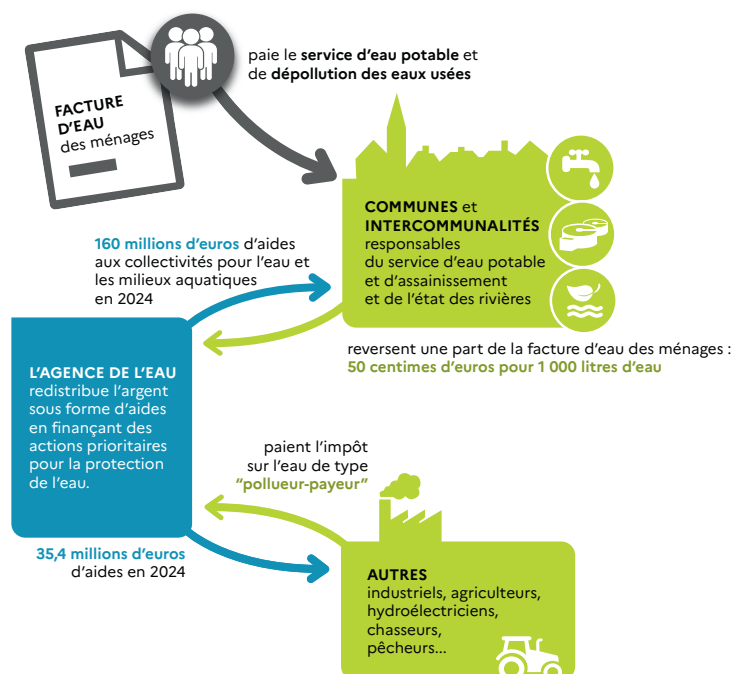 paie le service d'eau potable et
de dépollution des eaux usées
FACTURE
D'EAU
des ménages
COMMUNES et
INTERCOMMUNALITÉS
responsables
du service d'eau potable
et d'assainissement
et de l'état des rivières
160 millions d'euros d'aides
aux collectivités pour l'eau et
les milieux aquatiques
en 2024
reversent une part de la facture d'eau des ménages :
50 centimes d'euros pour 1 000 litres d'eau
L'AGENCE DE L'EAU
redistribue l'argent
sous forme d'aides
en finançant des
actions prioritaires
pour la protection
de l'eau.
paient l'impôt
sur l'eau de type
"pollueur-payeur"
35,4 millions d'euros
d'aides en 2024
AUTRES
industriels, agriculteurs,
hydroélectriciens,
chasseurs,
pêcheurs...